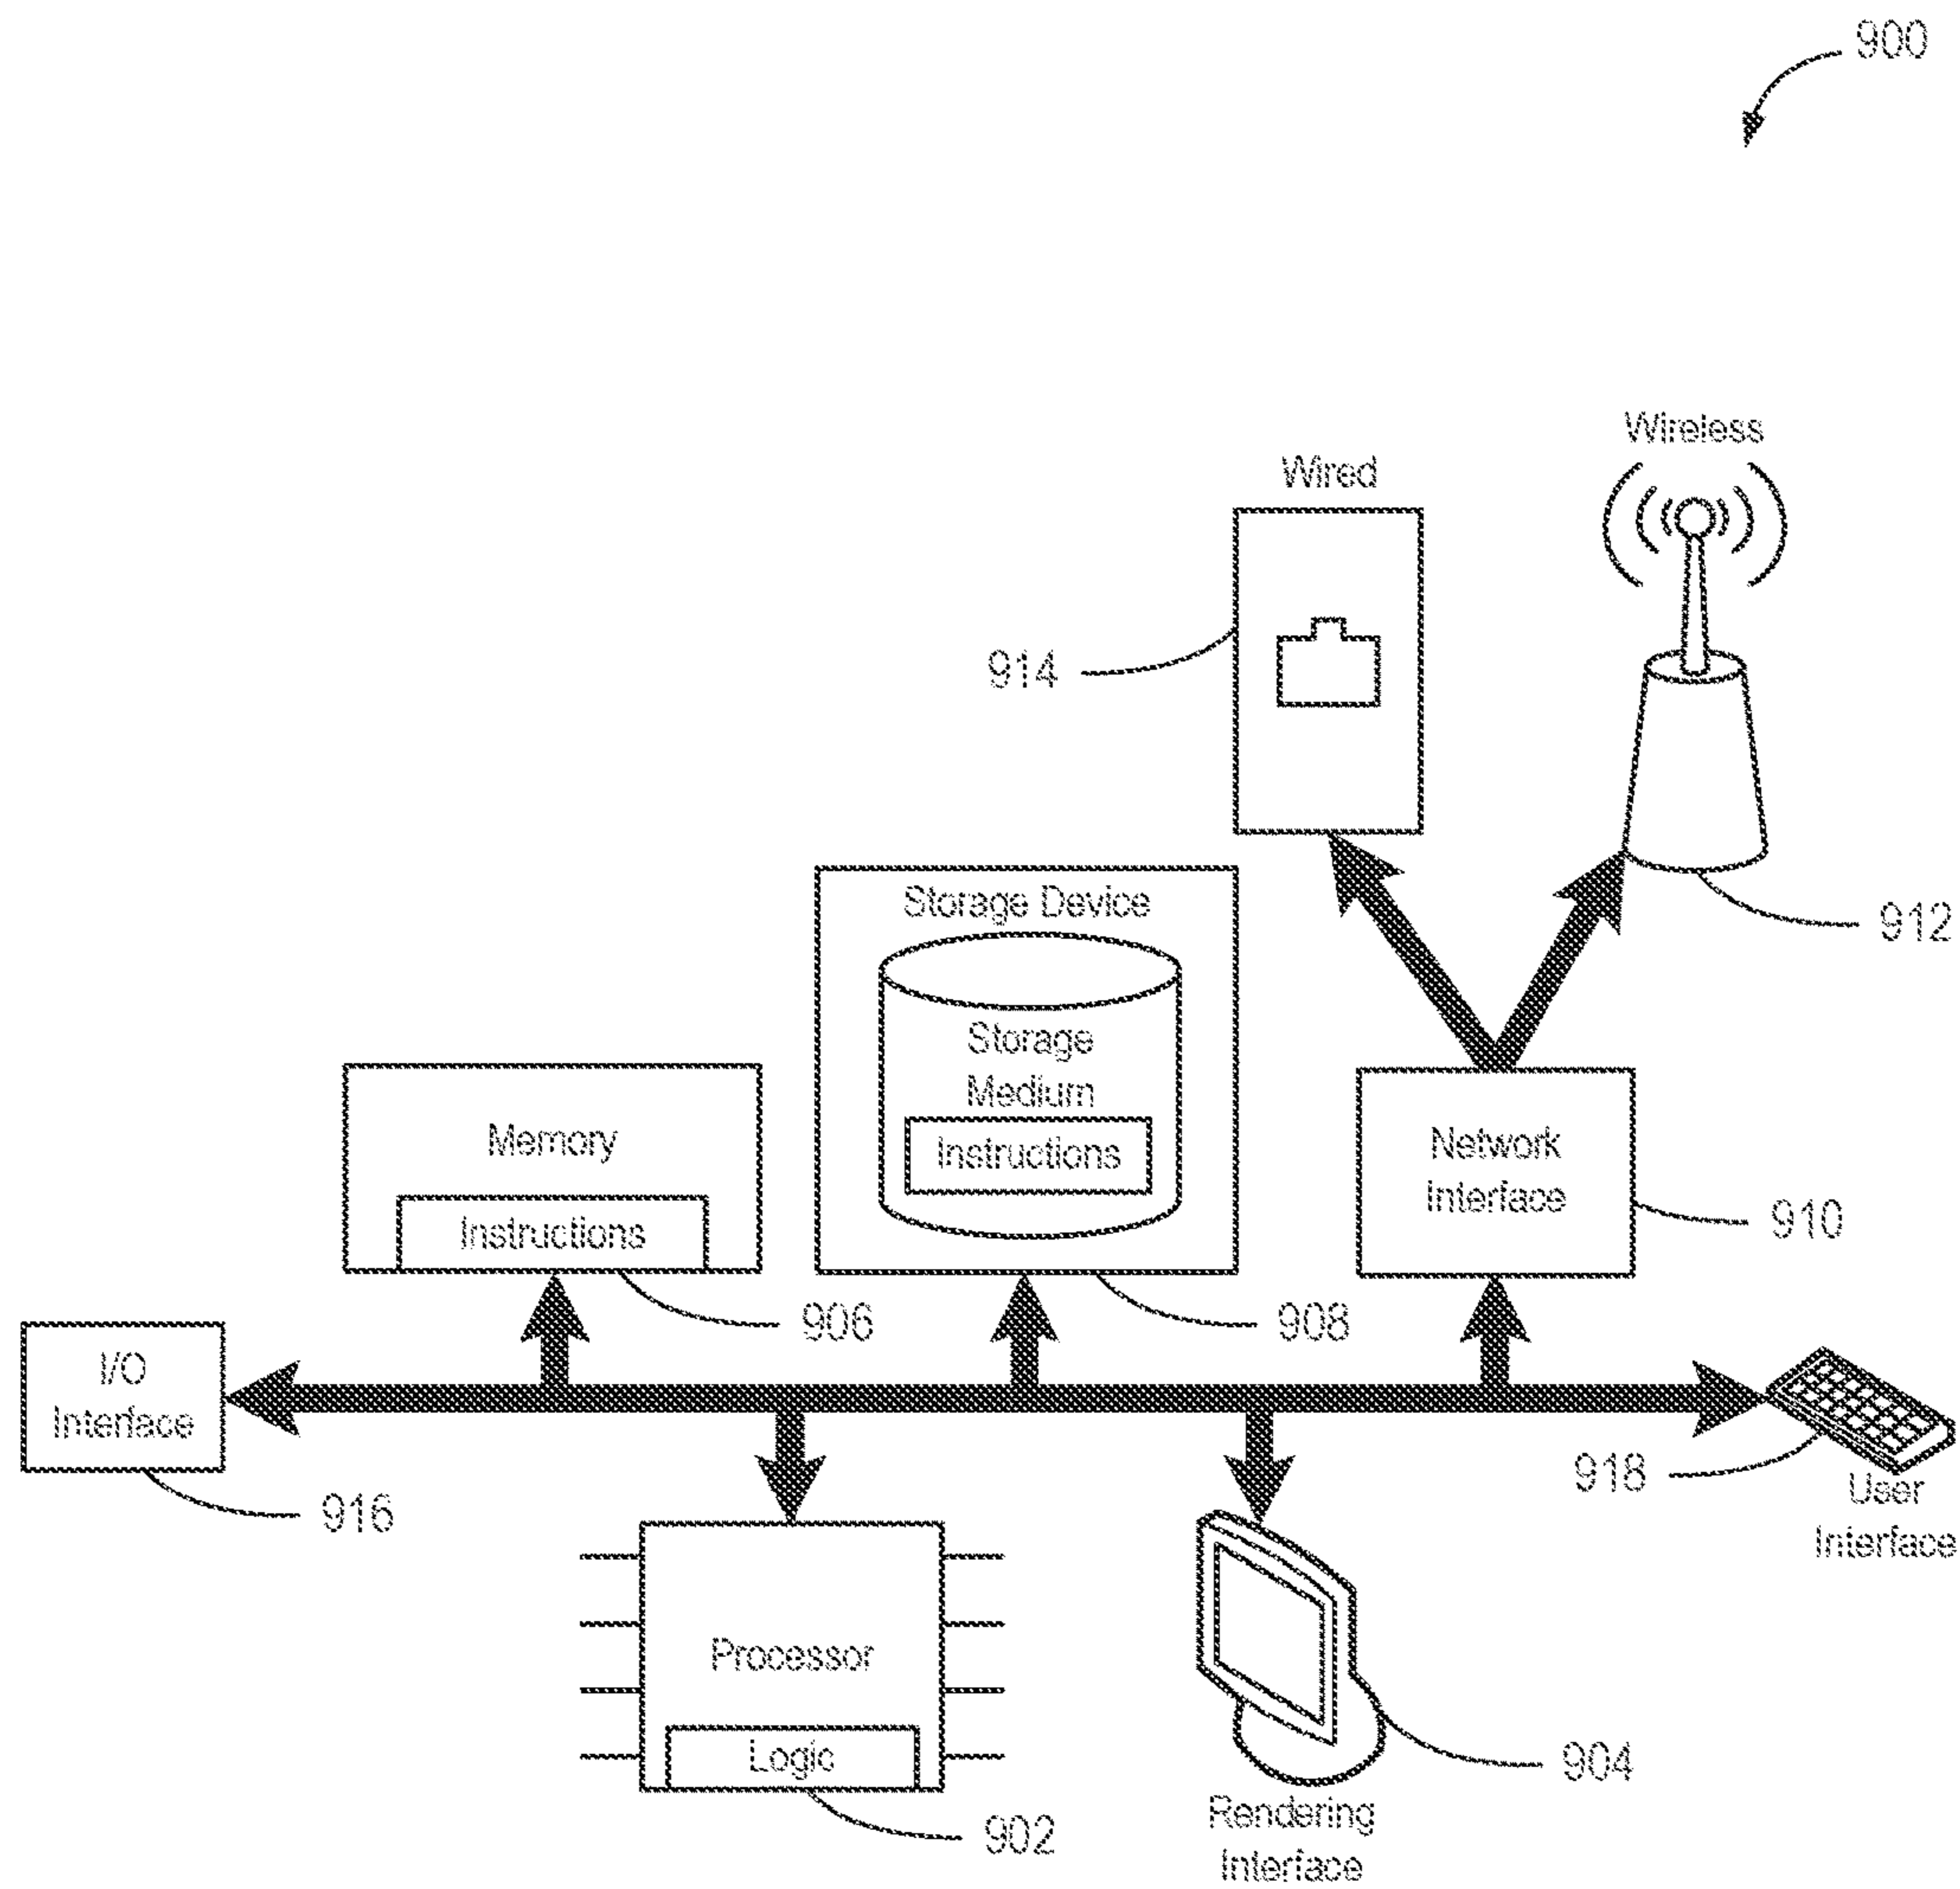 900
Wireless
Wired
914
912
Storage Device
Storage
Medium
Instructions
Memory
Instructions
Network
Interface
910
906
908
I/O
Interface
916
918
User
Interface
Processor
Logic
902
904
Rendering
Interface